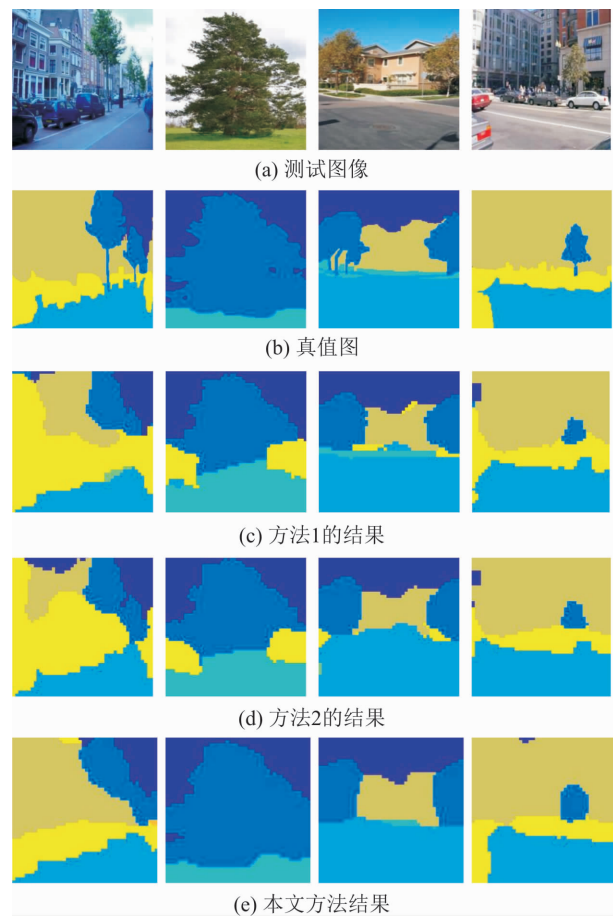 (a) 测试图像
(b) 真值图
(c) 方法1的结果
(d) 方法2的结果
(e) 本文方法结果